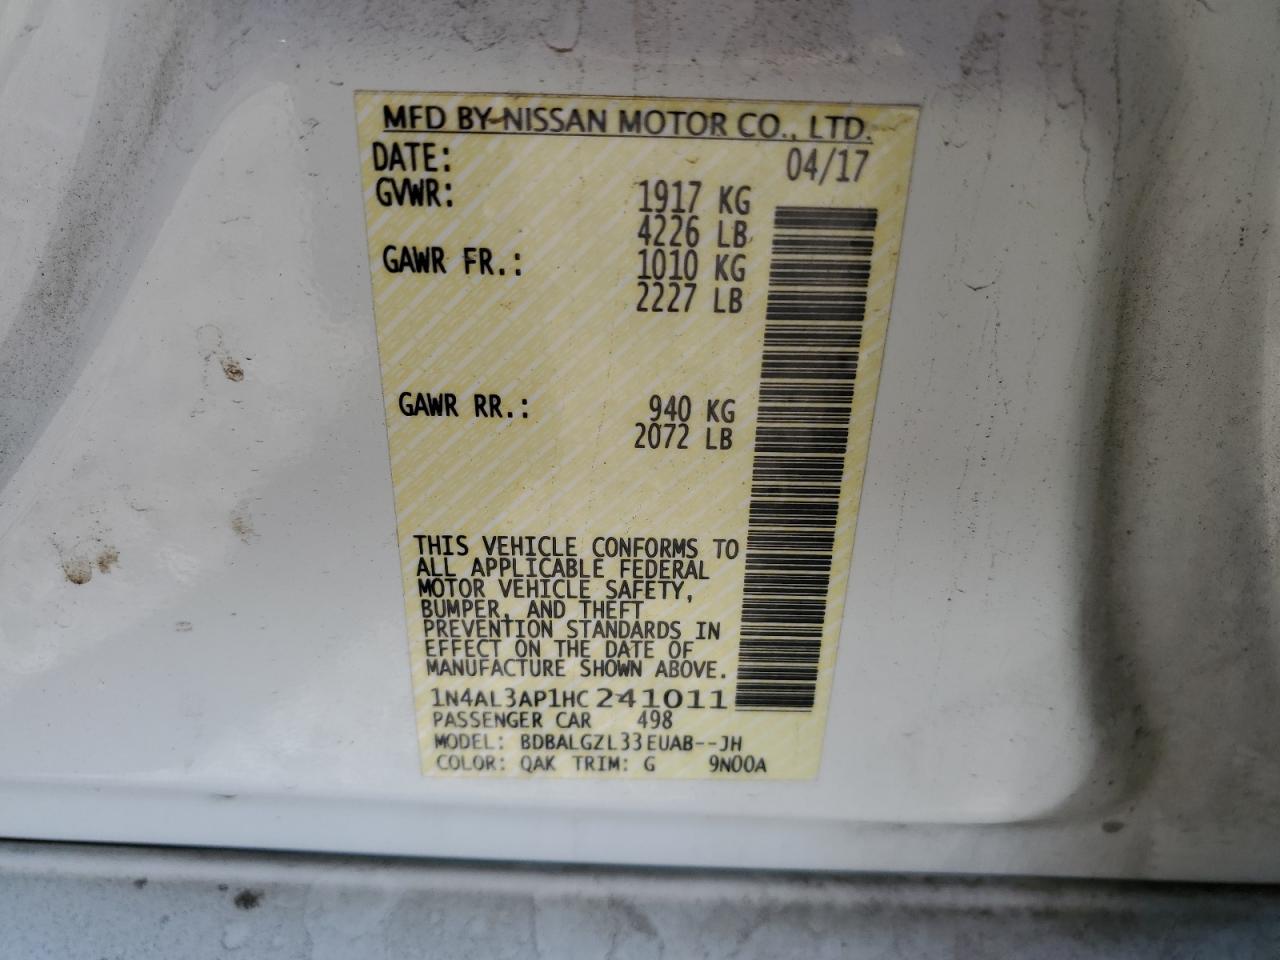 MFD BY NISSAN MOTOR CO., LTD.
DATE: 04/17
GVWR: 1917 KG
4226 LB
GAWR FR.: 1010 KG
2227 LB
GAWR RR.: 940 KG
2072 LB
THIS VEHICLE CONFORMS TO
ALL APPLICABLE FEDERAL
MOTOR VEHICLE SAFETY,
BUMPER, AND THEFT
PREVENTION STANDARDS IN
EFFECT ON THE DATE OF
MANUFACTURE SHOWN ABOVE.
1N4AL3AP1HC241011
PASSENGER CAR 498
MODEL: BDBALGZL33EUAB--JH
COLOR: QAK TRIM: G 9N00A